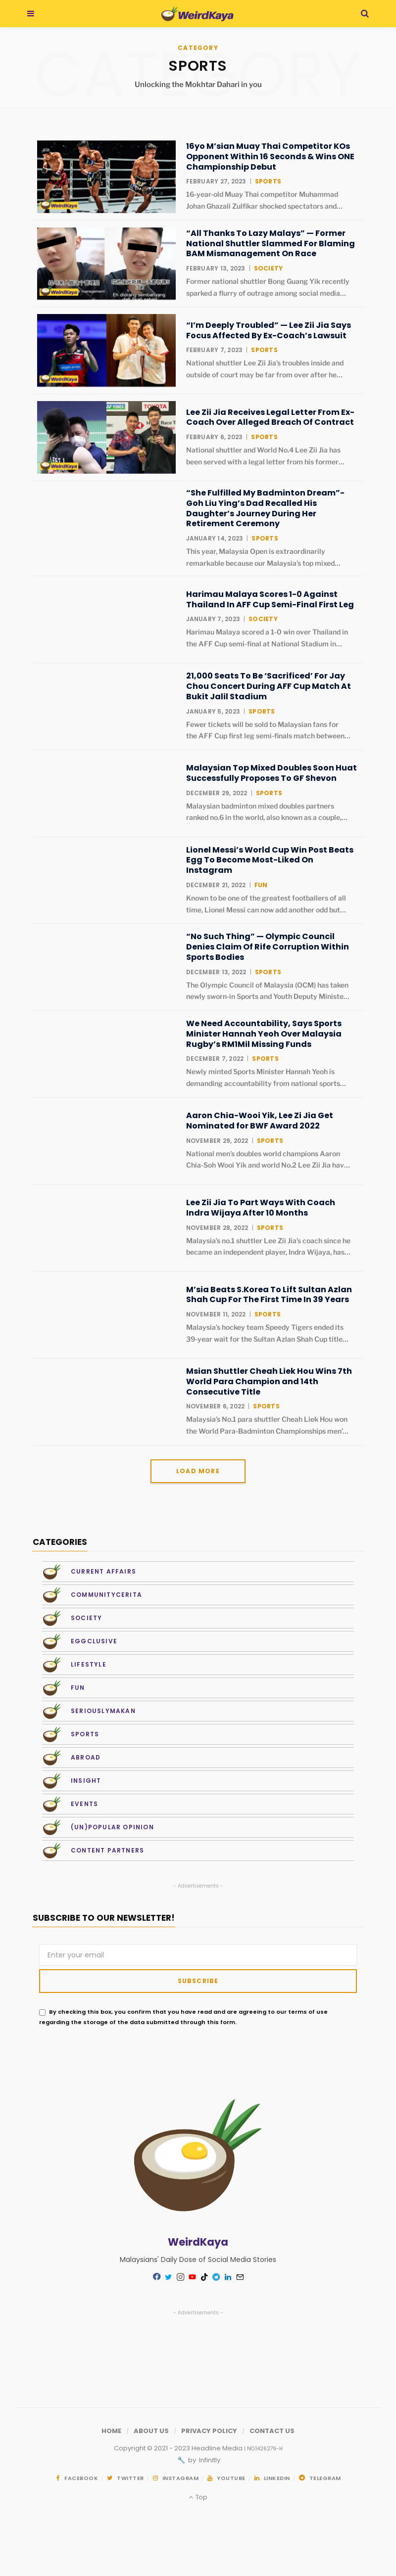 WeirdKaya
CATEGORY
CATEGORY
SPORTS
Unlocking the Mokhtar Dahari in you
WeirdKaya
16yo M’sian Muay Thai Competitor KOs
Opponent Within 16 Seconds & Wins ONE
Championship Debut
FEBRUARY 27, 2023 | SPORTS
16-year-old Muay Thai competitor Muhammad
Johan Ghazali Zulfikar shocked spectators and...
WeirdKaya
“All Thanks To Lazy Malays” — Former
National Shuttler Slammed For Blaming
BAM Mismanagement On Race
FEBRUARY 13, 2023 | SOCIETY
Former national shuttler Bong Guang Yik recently
sparked a flurry of outrage among social media...
WeirdKaya
“I’m Deeply Troubled” — Lee Zii Jia Says
Focus Affected By Ex-Coach’s Lawsuit
FEBRUARY 7, 2023 | SPORTS
National shuttler Lee Zii Jia’s troubles inside and
outside of court may be far from over after he...
TOYOTA
WeirdKaya
Lee Zii Jia Receives Legal Letter From Ex-
Coach Over Alleged Breach Of Contract
FEBRUARY 6, 2023 | SPORTS
National shuttler and World No.4 Lee Zii Jia has
been served with a legal letter from his former...
“She Fulfilled My Badminton Dream”-
Goh Liu Ying’s Dad Recalled His
Daughter’s Journey During Her
Retirement Ceremony
JANUARY 14, 2023 | SPORTS
This year, Malaysia Open is extraordinarily
remarkable because our Malaysia’s top mixed...
Harimau Malaya Scores 1-0 Against
Thailand In AFF Cup Semi-Final First Leg
JANUARY 7, 2023 | SOCIETY
Harimau Malaya scored a 1-0 win over Thailand in
the AFF Cup semi-final at National Stadium in...
21,000 Seats To Be ‘Sacrificed’ For Jay
Chou Concert During AFF Cup Match At
Bukit Jalil Stadium
JANUARY 5, 2023 | SPORTS
Fewer tickets will be sold to Malaysian fans for
the AFF Cup first leg semi-finals match between...
Malaysian Top Mixed Doubles Soon Huat
Successfully Proposes To GF Shevon
DECEMBER 29, 2022 | SPORTS
Malaysian badminton mixed doubles partners
ranked no.6 in the world, also known as a couple,...
Lionel Messi’s World Cup Win Post Beats
Egg To Become Most-Liked On
Instagram
DECEMBER 21, 2022 | FUN
Known to be one of the greatest footballers of all
time, Lionel Messi can now add another odd but...
“No Such Thing” — Olympic Council
Denies Claim Of Rife Corruption Within
Sports Bodies
DECEMBER 13, 2022 | SPORTS
The Olympic Council of Malaysia (OCM) has taken
newly sworn-in Sports and Youth Deputy Ministe...
We Need Accountability, Says Sports
Minister Hannah Yeoh Over Malaysia
Rugby’s RM1Mil Missing Funds
DECEMBER 7, 2022 | SPORTS
Newly minted Sports Minister Hannah Yeoh is
demanding accountability from national sports...
Aaron Chia-Wooi Yik, Lee Zi Jia Get
Nominated for BWF Award 2022
NOVEMBER 29, 2022 | SPORTS
National men’s doubles world champions Aaron
Chia-Soh Wooi Yik and world No.2 Lee Zii Jia hav...
Lee Zii Jia To Part Ways With Coach
Indra Wijaya After 10 Months
NOVEMBER 28, 2022 | SPORTS
Malaysia’s no.1 shuttler Lee Zii Jia’s coach since he
became an independent player, Indra Wijaya, has...
M’sia Beats S.Korea To Lift Sultan Azlan
Shah Cup For The First Time In 39 Years
NOVEMBER 11, 2022 | SPORTS
Malaysia’s hockey team Speedy Tigers ended its
39-year wait for the Sultan Azlan Shah Cup title...
Msian Shuttler Cheah Liek Hou Wins 7th
World Para Champion and 14th
Consecutive Title
NOVEMBER 6, 2022 | SPORTS
Malaysia’s No.1 para shuttler Cheah Liek Hou won
the World Para-Badminton Championships men’...
LOAD MORE
CATEGORIES
CURRENT AFFAIRS
COMMUNITYCERITA
SOCIETY
EGGCLUSIVE
LIFESTYLE
FUN
SERIOUSLYMAKAN
SPORTS
ABROAD
INSIGHT
EVENTS
(UN)POPULAR OPINION
CONTENT PARTNERS
- Advertisements -
SUBSCRIBE TO OUR NEWSLETTER!
Enter your email
SUBSCRIBE
By checking this box, you confirm that you have read and are agreeing to our terms of use
regarding the storage of the data submitted through this form.
WeirdKaya
Malaysians' Daily Dose of Social Media Stories
- Advertisements -
HOME / ABOUT US / PRIVACY POLICY / CONTACT US
Copyright © 2021 - 2023 Headline Media | NG1426279-H
by Infinitly
FACEBOOK / TWITTER / INSTAGRAM / YOUTUBE / LINKEDIN / TELEGRAM
Top